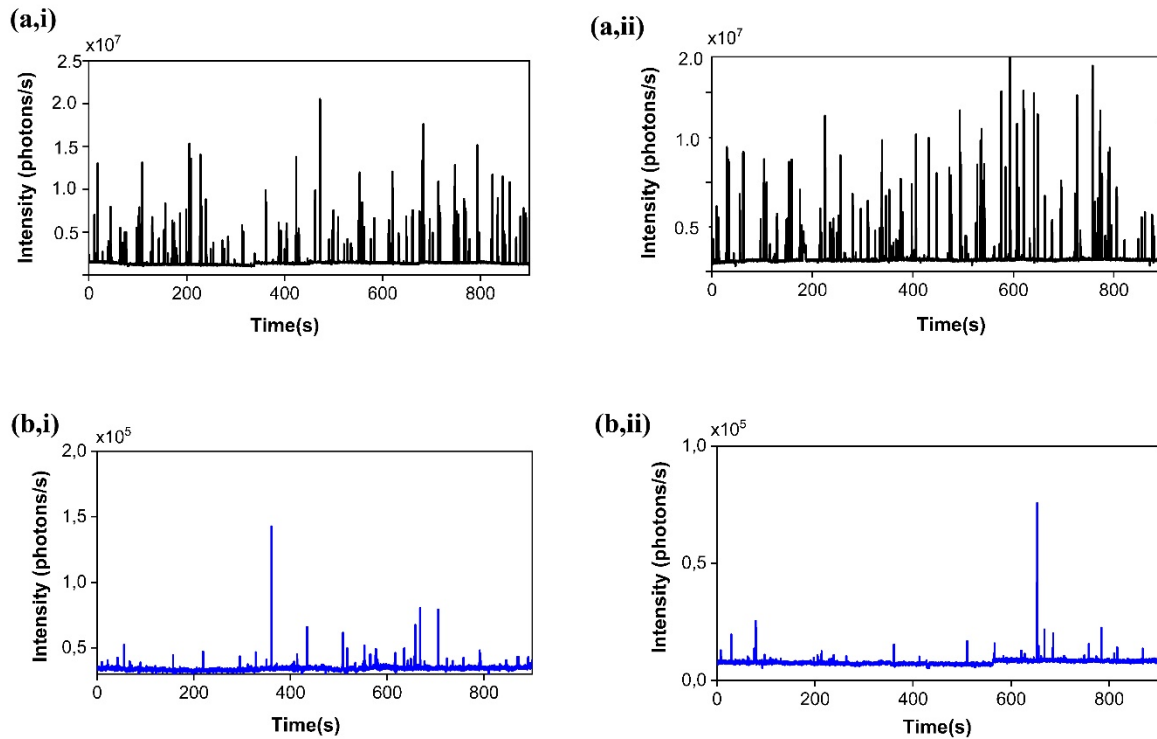 (a,i)
x10⁷
Intensity (photons/s)
2.5
2.0
1.5
1.0
0.5
0 200 400 600 800
Time(s)
(a,ii)
x10⁷
Intensity (photons/s)
2.0
1.0
0.5
0 200 400 600 800
Time(s)
(b,i)
x10⁵
Intensity (photons/s)
2,0
1,5
1,0
0,5
0 200 400 600 800
Time(s)
(b,ii)
x10⁵
Intensity (photons/s)
1,0
0,5
0,0
0 200 400 600 800
Time(s)